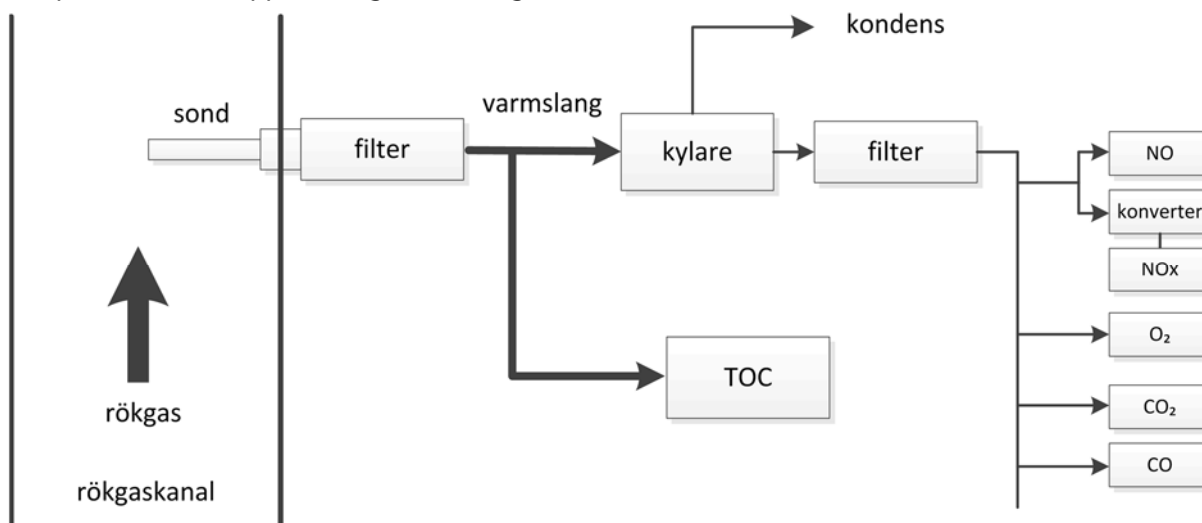 kondens
varmslang
sond
filter
kylare
filter
NO
konverter
NOx
O₂
TOC
CO₂
rökgas
CO
rökgaskanal